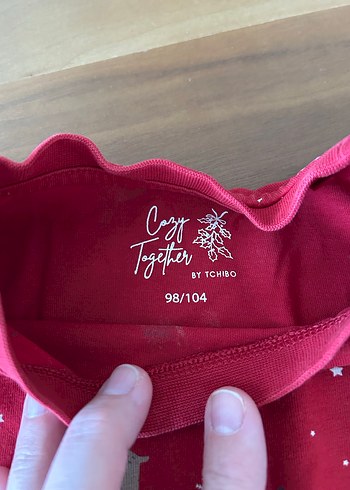 Cozy
Together
BY TCHIBO
98/104